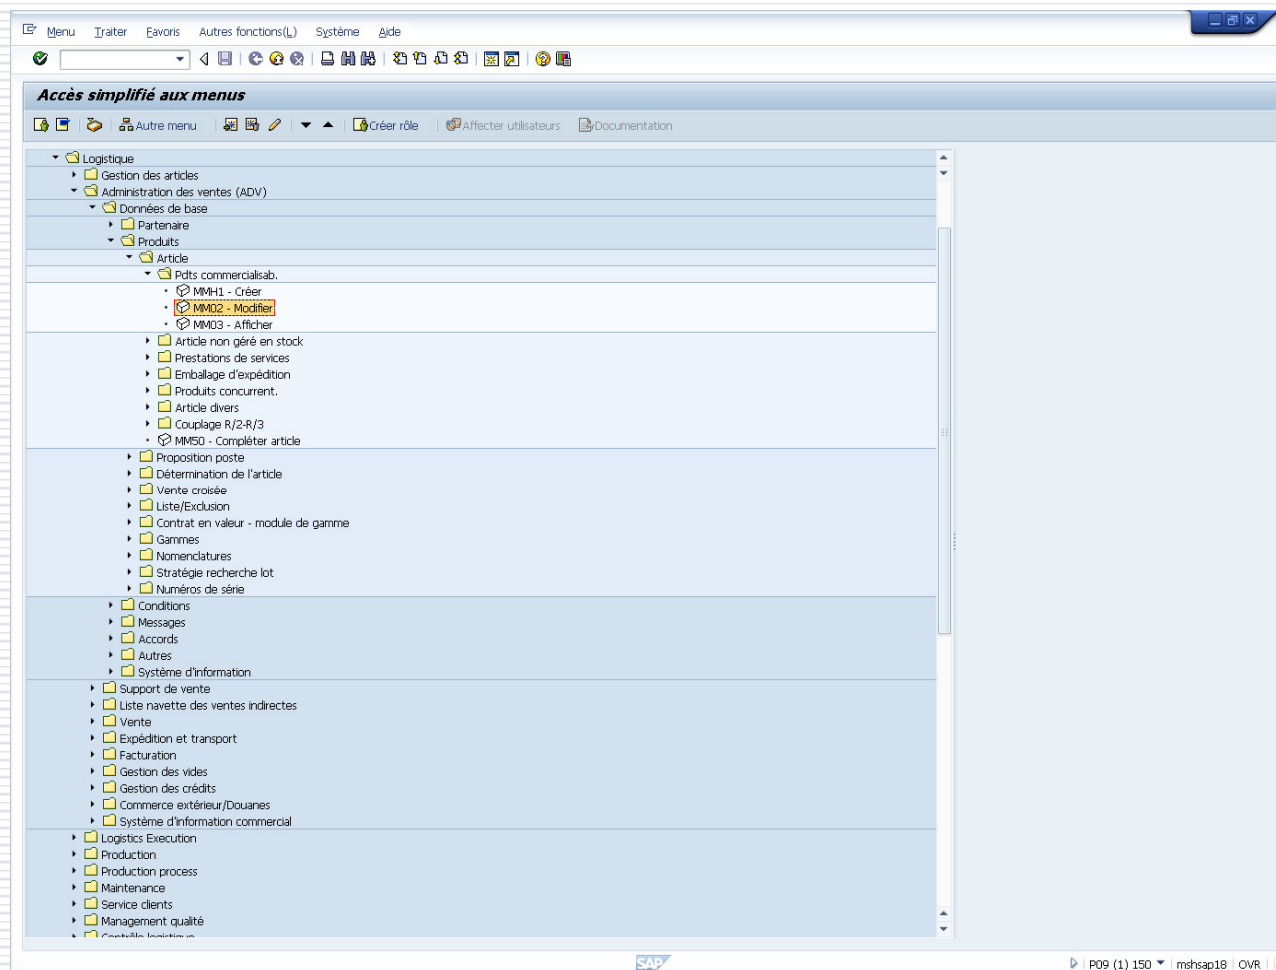 Menu Traiter Favoris Autres fonctions(L) Système Aide
Accès simplifié aux menus
Autre menu Créer rôle Affecter utilisateurs Documentation
Logistique
Gestion des articles
Administration des ventes (ADV)
Données de base
Partenaire
Produits
Article
Pdts commercialisab.
MMH1 - Créer
MM02 - Modifier
MM03 - Afficher
Article non géré en stock
Prestations de services
Emballage d'expédition
Produits concurrent.
Article divers
Couplage R/2-R/3
MM50 - Compléter article
Proposition poste
Détermination de l'article
Vente croisée
Liste/Exclusion
Contrat en valeur - module de gamme
Gammes
Nomenclatures
Stratégie recherche lot
Numéros de série
Conditions
Messages
Accords
Autres
Système d'information
Support de vente
Liste navette des ventes indirectes
Vente
Expédition et transport
Facturation
Gestion des vides
Gestion des crédits
Commerce extérieur/Douanes
Système d'information commercial
Logistics Execution
Production
Production process
Maintenance
Service clients
Management qualité
Contrôle logistique
SAP P09 (1) 150 mshsap18 OVR